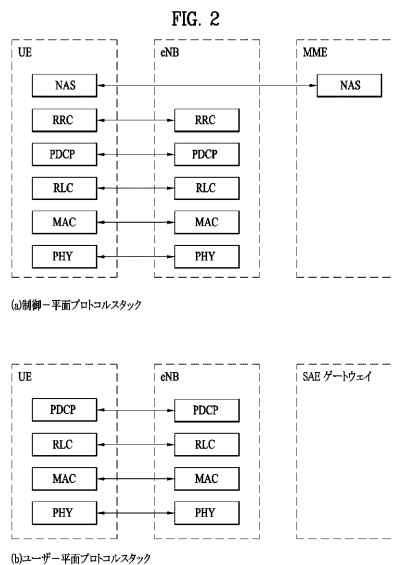 FIG. 2
UE eNB MME
NAS NAS
RRC RRC
PDCP PDCP
RLC RLC
MAC MAC
PHY PHY
(a)制御－平面プロトコルスタック
UE eNB SAE ゲートウェイ
PDCP PDCP
RLC RLC
MAC MAC
PHY PHY
(b)ユーザ－平面プロトコルスタック